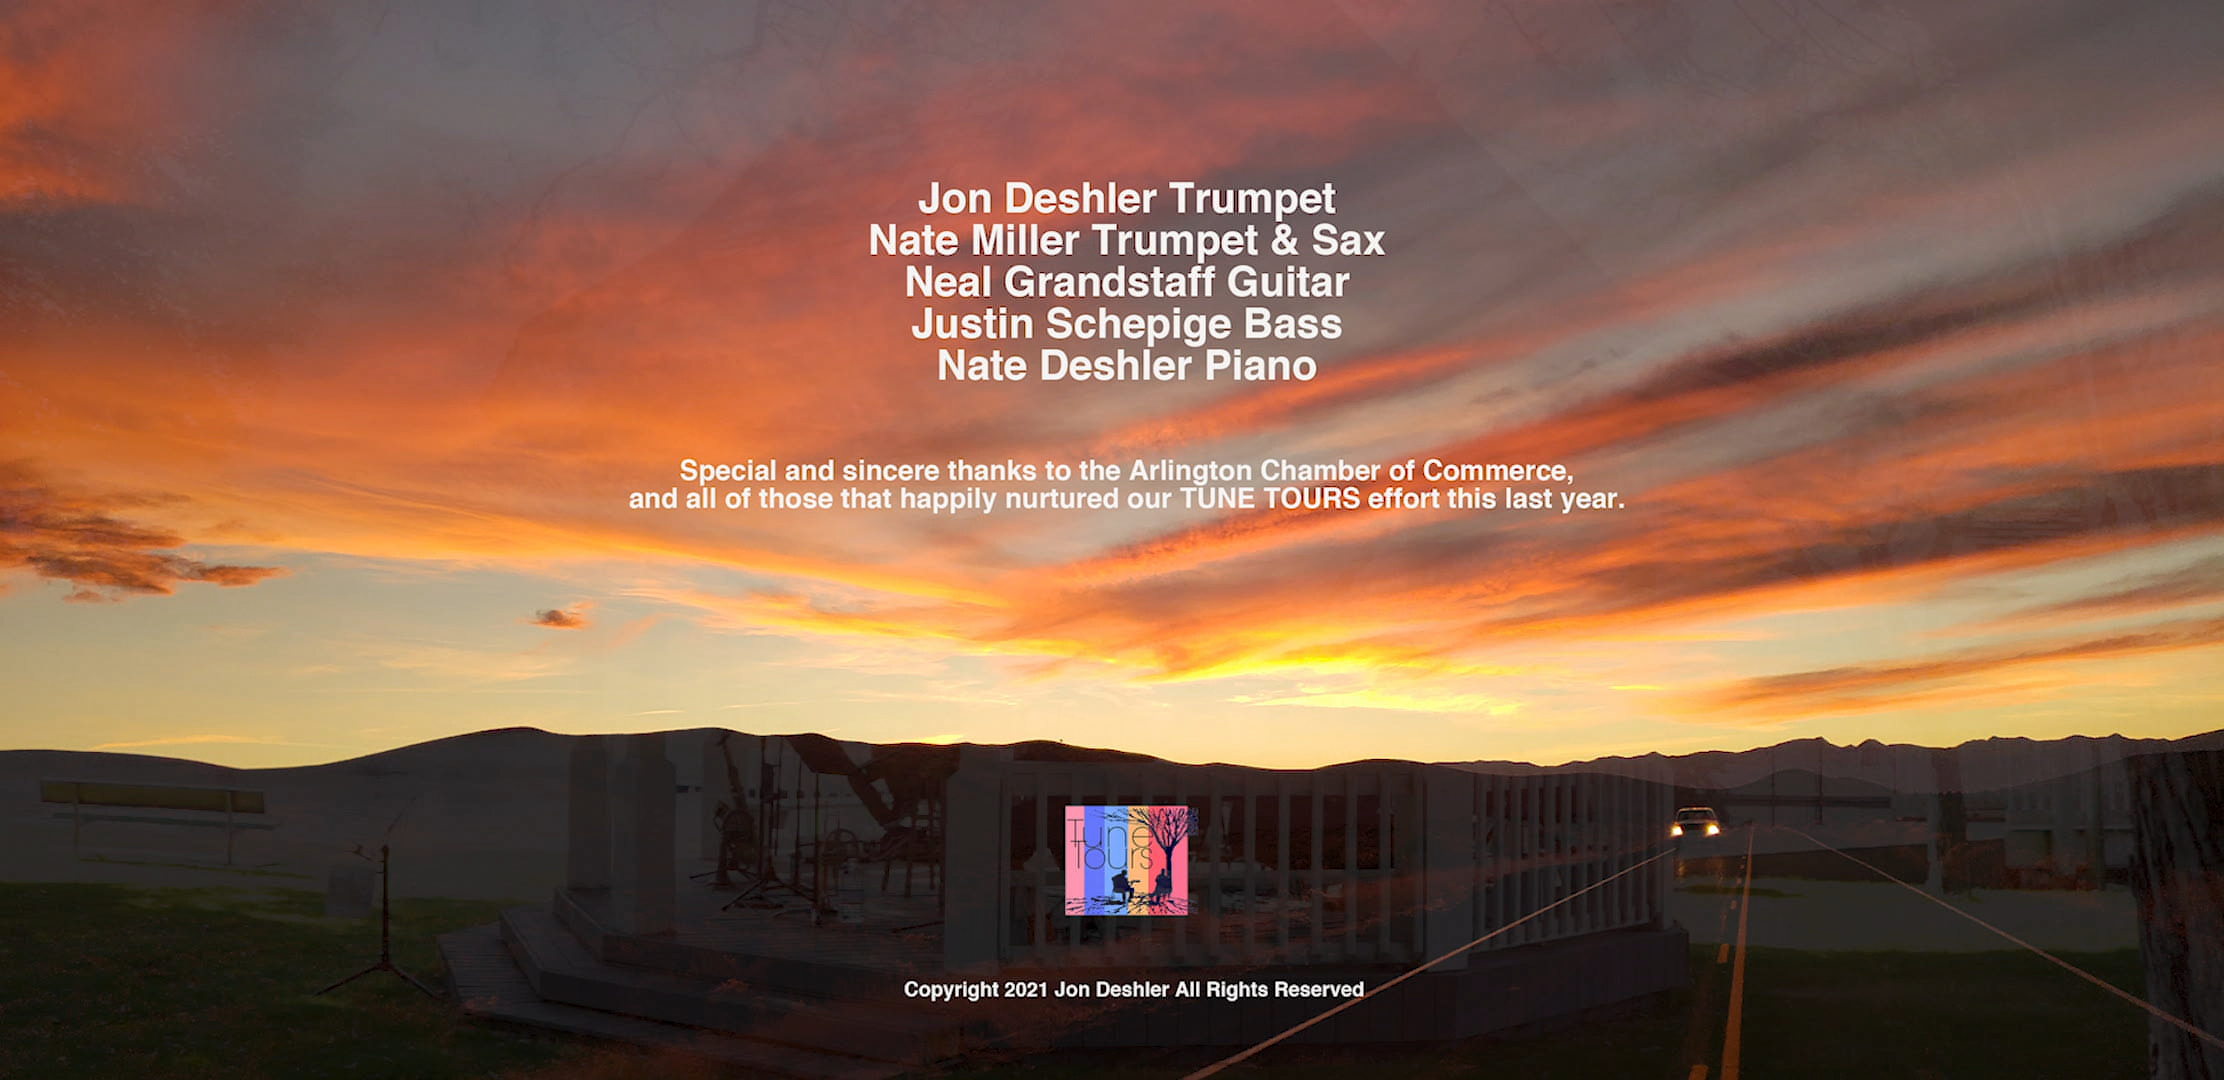 Jon Deshler Trumpet
Nate Miller Trumpet & Sax
Neal Grandstaff Guitar
Justin Schepige Bass
Nate Deshler Piano
Special and sincere thanks to the Arlington Chamber of Commerce,
and all of those that happily nurtured our TUNE TOURS effort this last year.
Tune
Tours
Copyright 2021 Jon Deshler All Rights Reserved